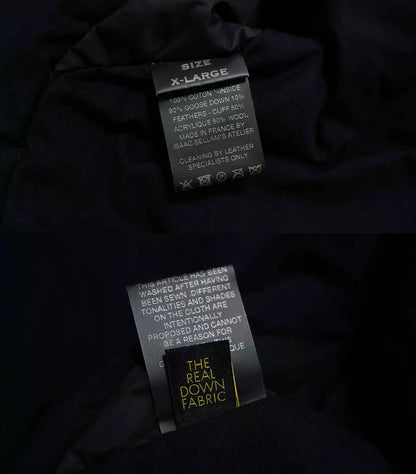 SIZE
X-LARGE
100% COTON *INSIDE
90% GOOSE DOWN 10%
FEATHERS - CUFF 50%
ACRYLIQUE 50% WOOL
MADE IN FRANCE BY
ISAAC SELLAM'S ATELIER
CLEANING BY LEATHER
SPECIALISTS ONLY
THIS ARTICLE HAS BEEN
WASHED AFTER HAVING
BEEN SEWN .DIFFERENT
TONALITIES AND SHADES
ON THE CLOTH ARE
INTENTIONALLY
PROPOSED AND CANNOT
BE A REASON FOR
THE
REAL
DOWN
FABRIC